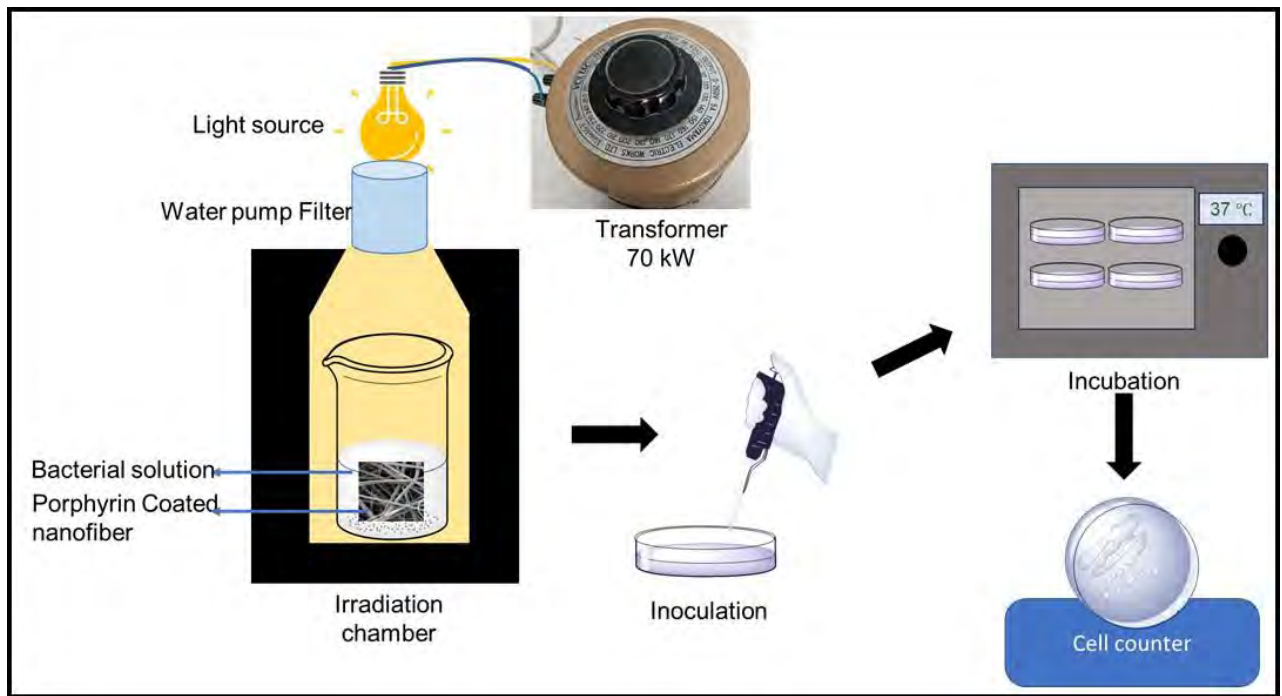 Light source
Water pump Filter
Transformer
70 kW
VOLTAGE
Bacterial solution
Porphyrin Coated
nanofiber
Irradiation
chamber
Inoculation
37 °C
Incubation
Cell counter